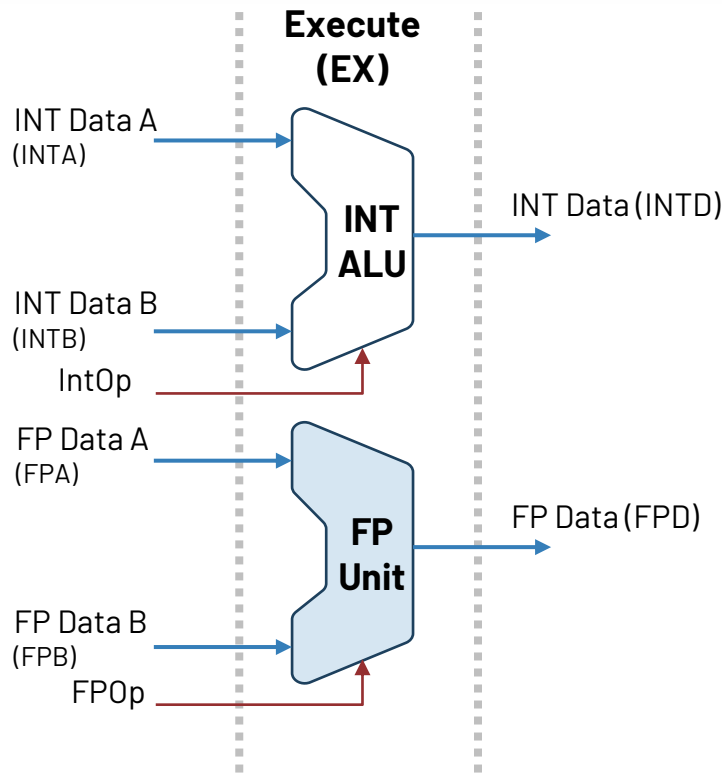 Execute
(EX)
INT Data A
(INTA)
INT
ALU
INT Data (INTD)
INT Data B
(INTB)
IntOp
FP Data A
(FPA)
FP
Unit
FP Data (FPD)
FP Data B
(FPB)
FPOp